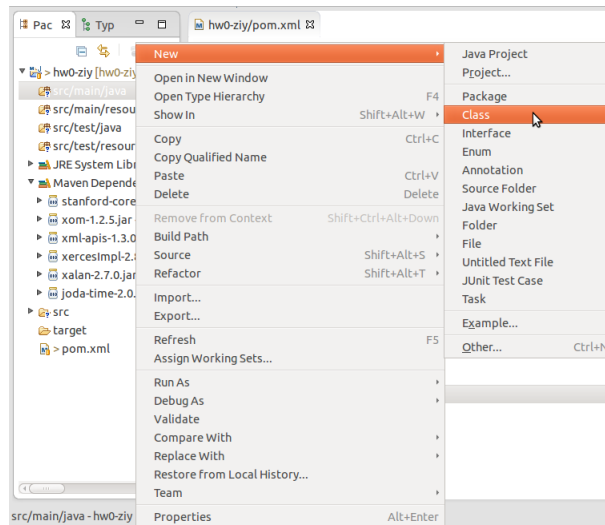 Pac Typ hw0-ziy/pom.xml
> hw0-ziy [hw0-ziy
src/main/java
src/main/resou
src/test/java
src/test/resour
JRE System Libr
Maven Depende
stanford-core
xom-1.2.5.jar
xml-apis-1.3.0
xercesImpl-2.8
xalan-2.7.0.jar
joda-time-2.0.
src
target
> pom.xml
New
Open in New Window
Open Type Hierarchy F4
Show In Shift+Alt+W
Copy Ctrl+C
Copy Qualified Name
Paste Ctrl+V
Delete Delete
Remove from Context Shift+Ctrl+Alt+Down
Build Path
Source Shift+Alt+S
Refactor Shift+Alt+T
Import...
Export...
Refresh F5
Assign Working Sets...
Run As
Debug As
Validate
Compare With
Replace With
Restore from Local History...
Team
Properties Alt+Enter
Java Project
Project...
Package
Class
Interface
Enum
Annotation
Source Folder
Java Working Set
Folder
File
Untitled Text File
JUnit Test Case
Task
Example...
Other... Ctrl+N
src/main/java - hw0-ziy